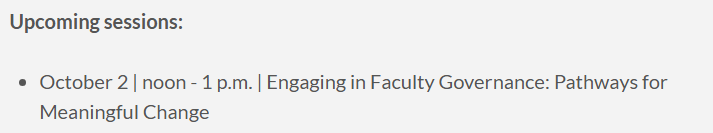 Upcoming sessions:
• October 2 | noon - 1 p.m. | Engaging in Faculty Governance: Pathways for
Meaningful Change